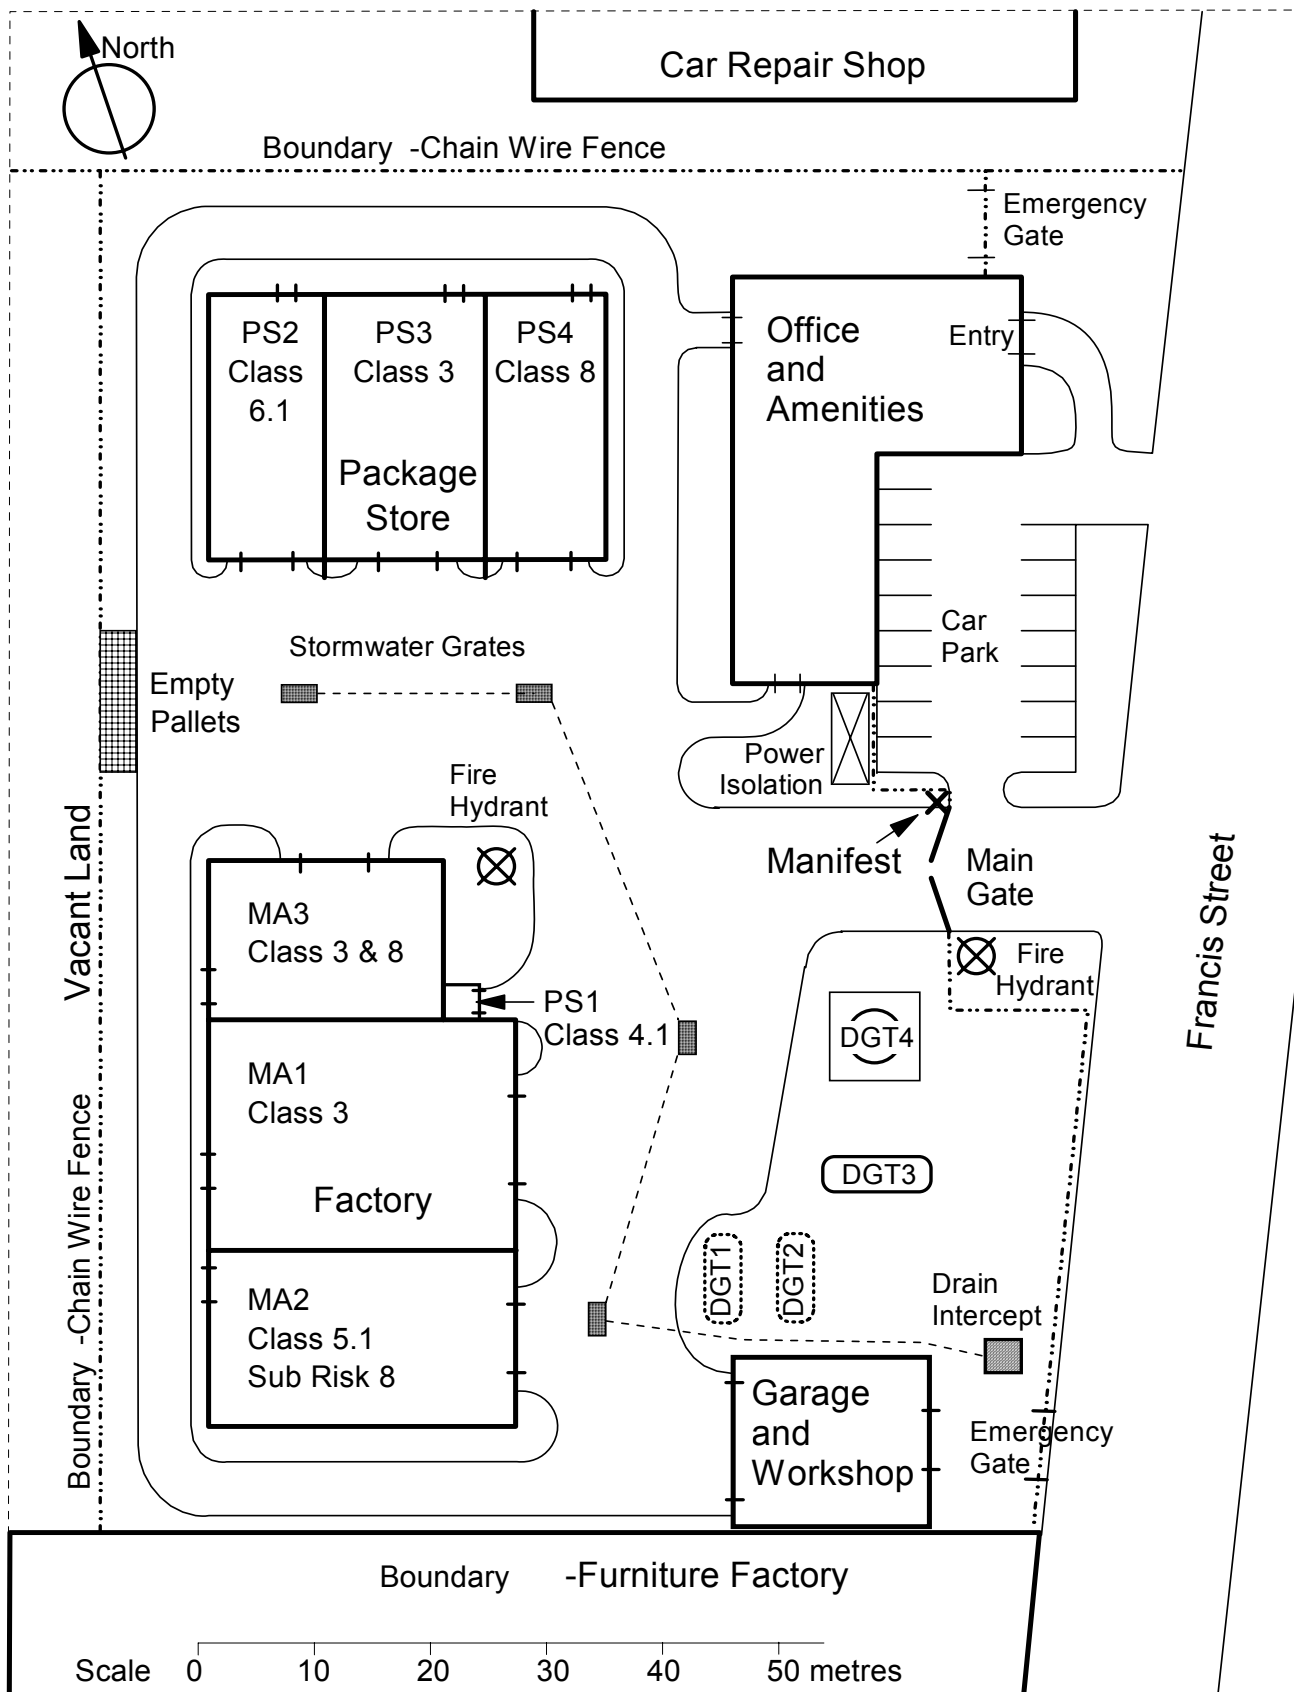 Car Repair Shop
North
Boundary -Chain Wire Fence
Emergency
Gate
PS2
Class
6.1
PS3
Class 3
PS4
Class 8
Package
Store
Office
and
Amenities
Entry
Car
Park
Stormwater Grates
Empty
Pallets
Power
Isolation
Fire
Hydrant
Manifest
Main
Gate
Vacant Land
Francis Street
MA3
Class 3 & 8
PS1
Class 4.1
Fire
Hydrant
DGT4
MA1
Class 3
Factory
DGT3
DGT1
DGT2
Boundary -Chain Wire Fence
MA2
Class 5.1
Sub Risk 8
Drain
Intercept
Garage
and
Workshop
Emergency
Gate
Boundary -Furniture Factory
Scale 0 10 20 30 40 50 metres